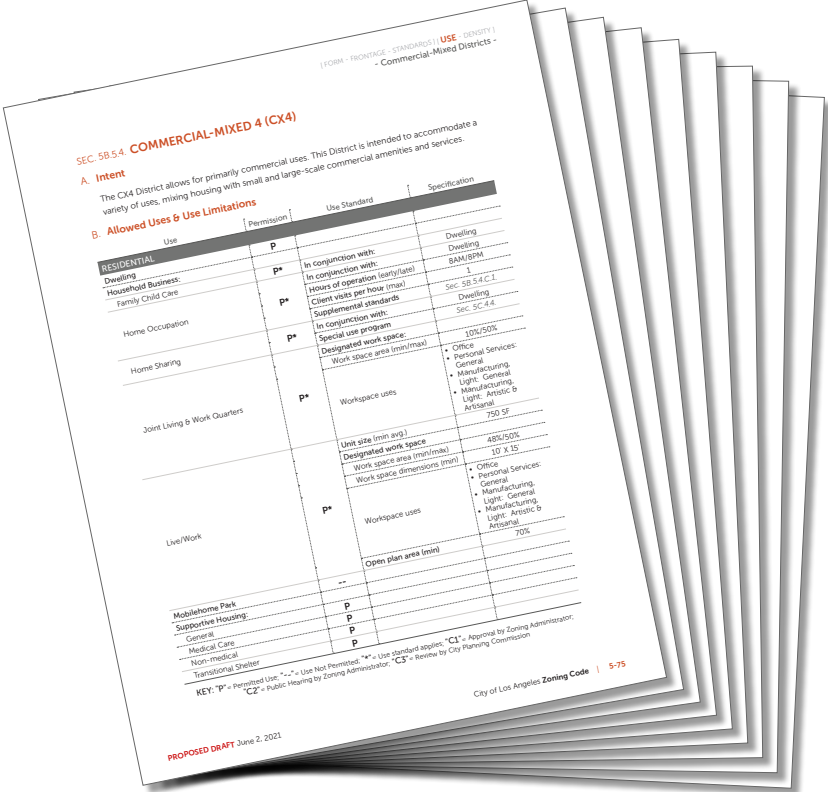 [ FORM - FRONTAGE - STANDARDS ] [ USE - DENSITY ]
- Commercial-Mixed Districts -
SEC. 5B.5.4. COMMERCIAL-MIXED 4 (CX4)
A. Intent
The CX4 District allows for primarily commercial uses. This District is intended to accommodate a
variety of uses, mixing housing with small and large-scale commercial amenities and services.
B. Allowed Uses & Use Limitations
Use Permission Use Standard Specification
RESIDENTIAL
Dwelling P
Household Business:
Family Child Care P* In conjunction with: Dwelling
Home Occupation P* In conjunction with: Dwelling
Hours of operation (early/late) 8AM/8PM
Client visits per hour (max) 1
Supplemental standards Sec. 5B.5.4.C.1.
Home Sharing P* In conjunction with: Dwelling
Special use program Sec. 5C.4.4.
Joint Living & Work Quarters P* Designated work space:
Work space area (min/max) 10%/50%
Workspace uses
• Office
• Personal Services:
General
• Manufacturing,
Light: General
• Manufacturing,
Light: Artistic &
Artisanal
Live/Work P* Unit size (min avg.) 750 SF
Designated work space
Work space area (min/max) 48%/50%
Work space dimensions (min) 10' X 15'
Workspace uses
• Office
• Personal Services:
General
• Manufacturing,
Light: General
• Manufacturing,
Light: Artistic &
Artisanal
Open plan area (min) 70%
Mobilehome Park --
Supportive Housing:
General P
Medical Care P
Non-medical P
Transitional Shelter P
KEY: "P"= Permitted Use; "--"= Use Not Permitted; "*"= Use standard applies; "C1"= Approval by Zoning Administrator;
"C2"= Public Hearing by Zoning Administrator; "C3"= Review by City Planning Commission
City of Los Angeles Zoning Code | 5-75
PROPOSED DRAFT June 2, 2021